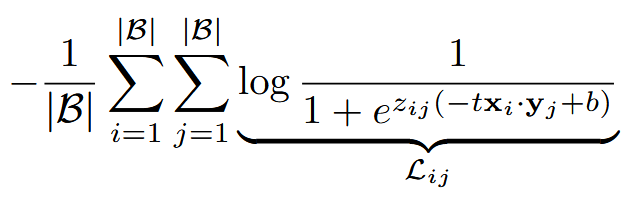 $$-\frac{1}{|\mathcal{B}|} \sum_{i=1}^{|\mathcal{B}|} \sum_{j=1}^{|\mathcal{B}|} \underbrace{\log \frac{1}{1 + e^{z_{ij}(-t\mathbf{x}_i \cdot \mathbf{y}_j + b)}}}_{\mathcal{L}_{ij}}$$